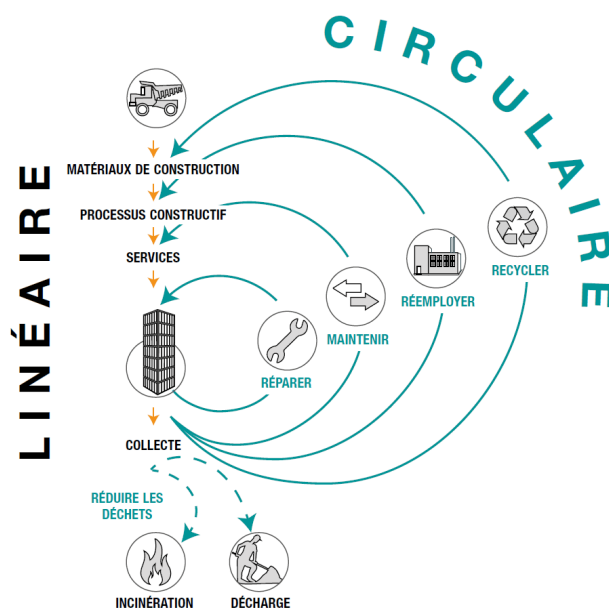 CIRCULAIRE
LINÉAIRE
MATÉRIAUX DE CONSTRUCTION
PROCESSUS CONSTRUCTIF
SERVICES
RECYCLER
RÉEMPLOYER
MAINTENIR
RÉPARER
COLLECTE
RÉDUIRE LES
DÉCHETS
INCINÉRATION
DÉCHARGE